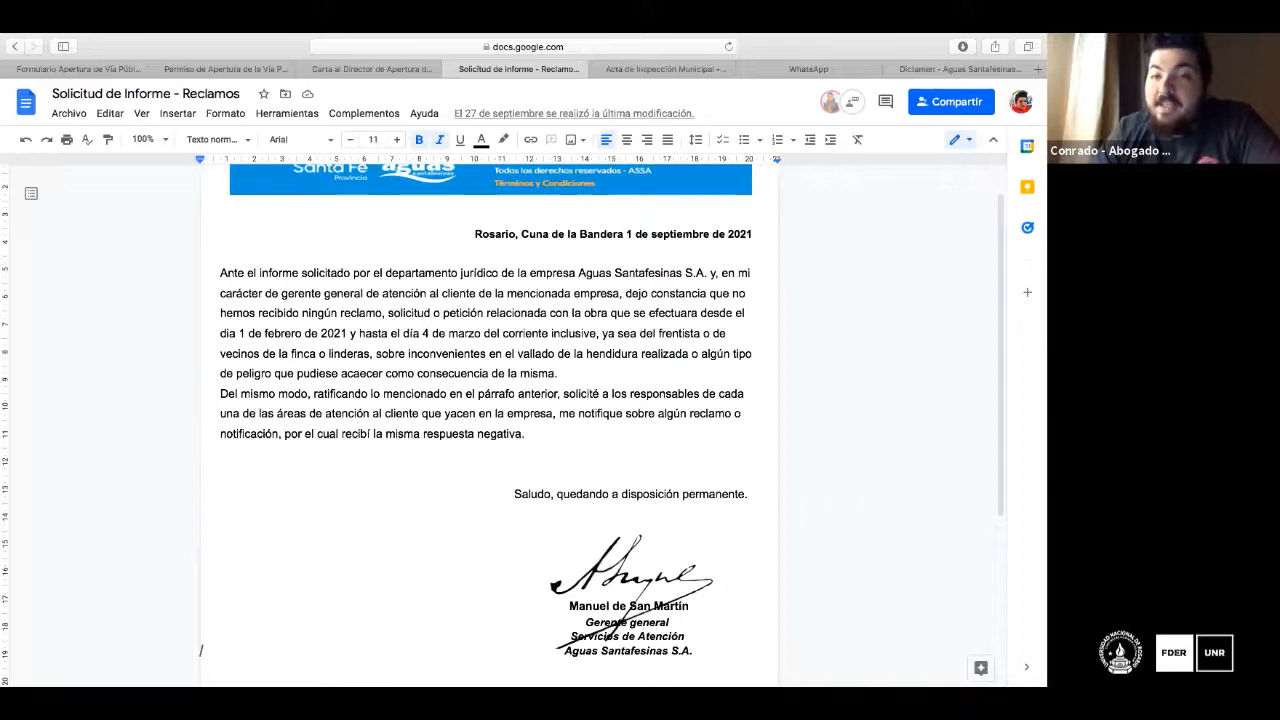 docs.google.com
Formulario Apertura de Vía Públ...
Permiso de Apertura de la Vía P...
Carta al Director de Apertura d...
Solicitud de Informe - Reclamo...
Acta de Inspección Municipal -...
WhatsApp
Dictamen - Aguas Santafesinas...
Solicitud de Informe - Reclamos
Archivo Editar Ver Insertar Formato Herramientas Complementos Ayuda
El 27 de septiembre se realizó la última modificación.
Compartir
100% Texto norm... Arial 11
Conrado - Abogado ...
Santa Fe
Provincia
aguas
santafesinas
Todos los derechos reservados - ASSA
Términos y Condiciones
Rosario, Cuna de la Bandera 1 de septiembre de 2021
Ante el informe solicitado por el departamento jurídico de la empresa Aguas Santafesinas S.A. y, en mi
carácter de gerente general de atención al cliente de la mencionada empresa, dejo constancia que no
hemos recibido ningún reclamo, solicitud o petición relacionada con la obra que se efectuara desde el
dia 1 de febrero de 2021 y hasta el día 4 de marzo del corriente inclusive, ya sea del frentista o de
vecinos de la finca o linderas, sobre inconvenientes en el vallado de la hendidura realizada o algún tipo
de peligro que pudiese acaecer como consecuencia de la misma.
Del mismo modo, ratificando lo mencionado en el párrafo anterior, solicité a los responsables de cada
una de las áreas de atención al cliente que yacen en la empresa, me notifique sobre algún reclamo o
notificación, por el cual recibí la misma respuesta negativa.
Saludo, quedando a disposición permanente.
Manuel de San Martín
Gerente general
Servicios de Atención
Aguas Santafesinas S.A.
UNIVERSIDAD NACIONAL DE ROSARIO
FDER
UNR